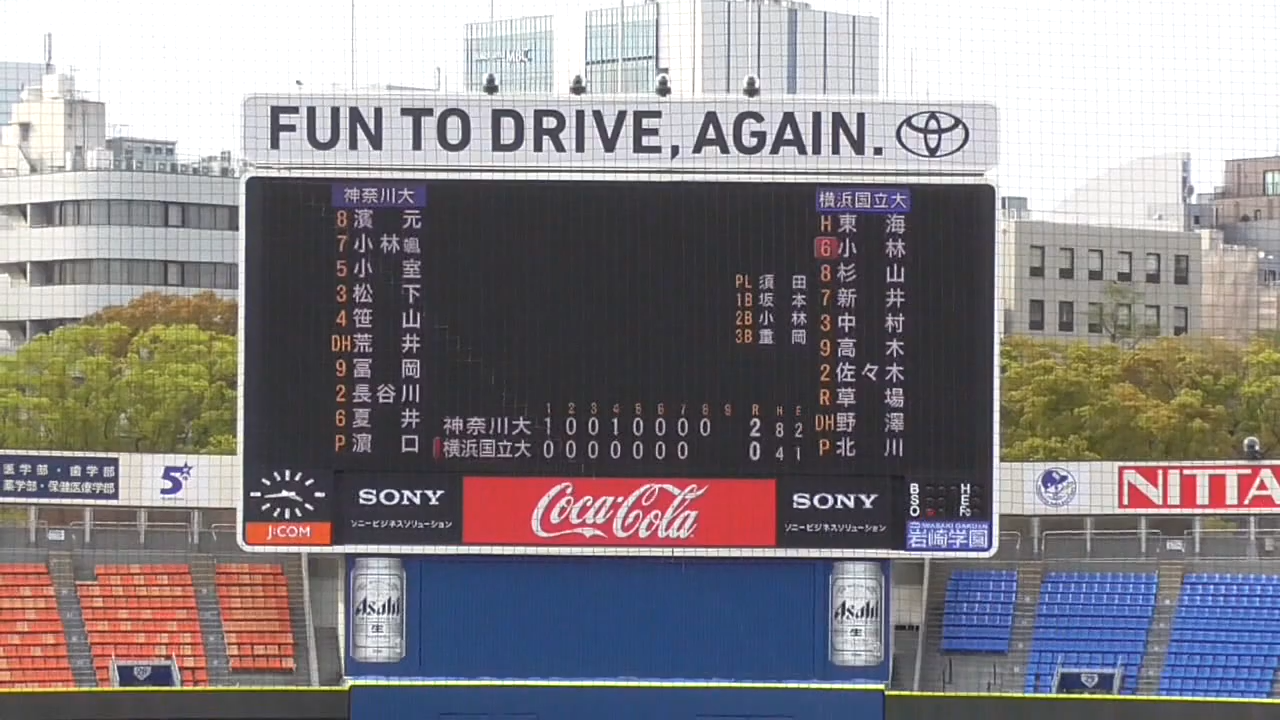 FUN TO DRIVE, AGAIN.
神奈川大
8 濱 元
7 小 林 颯
5 小 室
3 松 下
4 笹 山
DH 荒 井
9 冨 岡
2 長 谷 川
6 夏 井
P 濵 口
横浜国立大
H 東 海
6 小 林
8 杉 山
7 新 井
3 中 村
9 高 木
2 佐 々 木
R 草 場
DH 野 澤
P 北 川
PL 須 田
1B 坂 本
2B 小 林
3B 重 岡
1 2 3 4 5 6 7 8 9 R H E
神奈川大 1 0 0 1 0 0 0 0 2 8 2
横浜国立大 0 0 0 0 0 0 0 0 4 1
医学部・歯学部
薬学部・保健医療学部
5
J:COM
SONY
ソニービジネスソリューション
Coca-Cola
SONY
ソニービジネスソリューション
B H
S E
O
IWASAKI GAKUEN
岩崎学園
NITTA
Asahi
生
Asahi
生